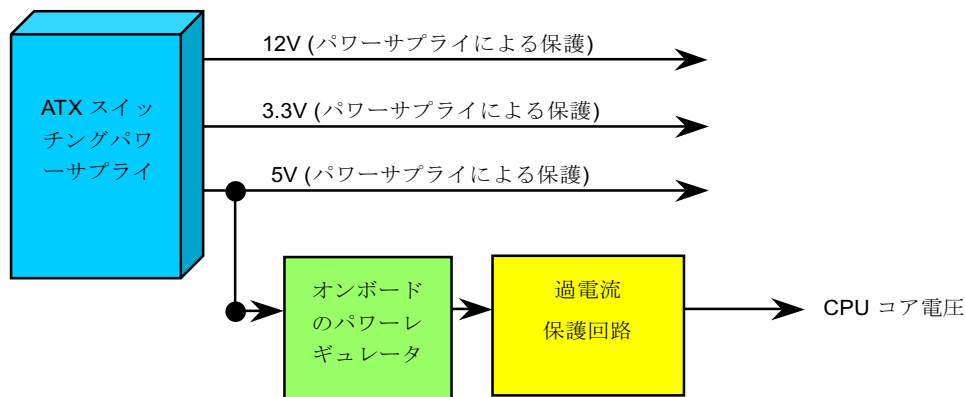 12V (パワーサプライによる保護)
ATX スイッ
チングパワ
ーサプライ
3.3V (パワーサプライによる保護)
5V (パワーサプライによる保護)
オンボード
のパワーレ
ギュレータ
過電流
保護回路
CPU コア電圧